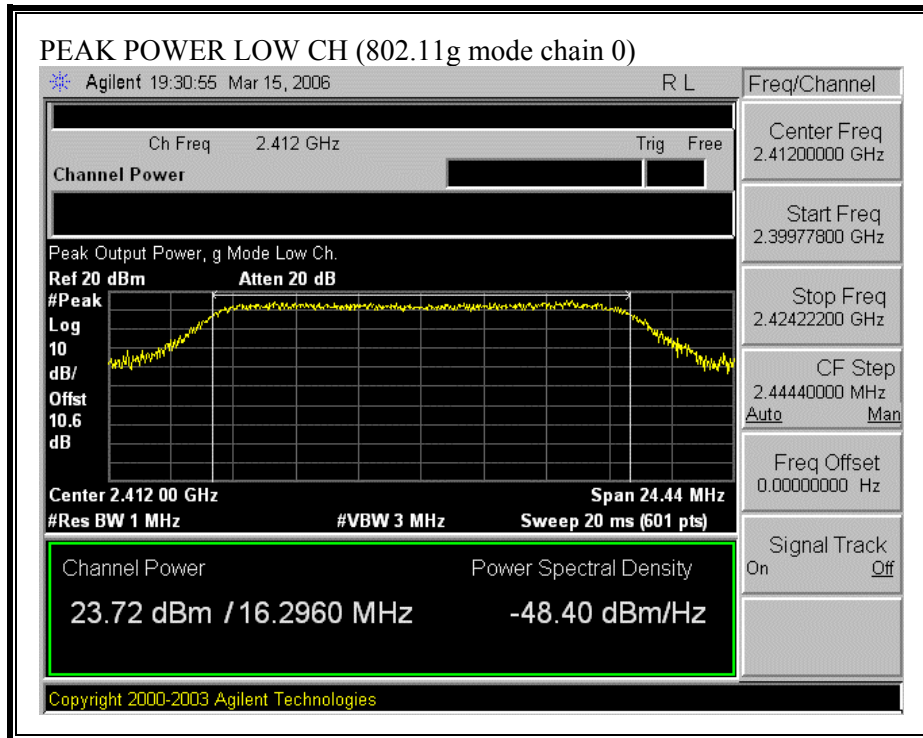 PEAK POWER LOW CH (802.11g mode chain 0)
Agilent 19:30:55 Mar 15, 2006 R L
Freq/Channel
Ch Freq 2.412 GHz Trig Free
Channel Power
Center Freq
2.41200000 GHz
Start Freq
2.39977800 GHz
Stop Freq
2.42422200 GHz
CF Step
2.44440000 MHz
Auto Man
Freq Offset
0.00000000 Hz
Signal Track
On Off
Peak Output Power, g Mode Low Ch.
Ref 20 dBm Atten 20 dB
#Peak
Log
10
dB/
Offst
10.6
dB
Center 2.412 00 GHz Span 24.44 MHz
#Res BW 1 MHz #VBW 3 MHz Sweep 20 ms (601 pts)
Channel Power Power Spectral Density
23.72 dBm / 16.2960 MHz -48.40 dBm/Hz
Copyright 2000-2003 Agilent Technologies